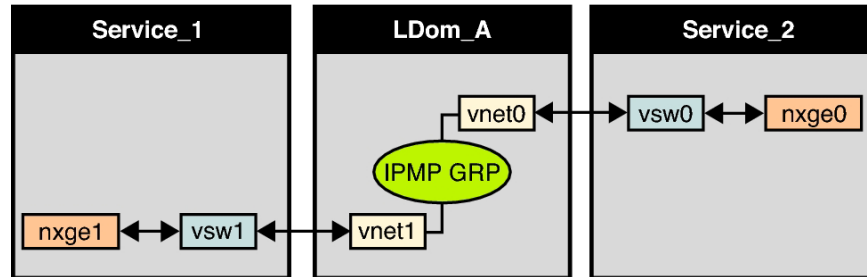 Service_1
LDom_A
Service_2
vnet0
vsw0
nxge0
IPMP GRP
nxge1
vsw1
vnet1